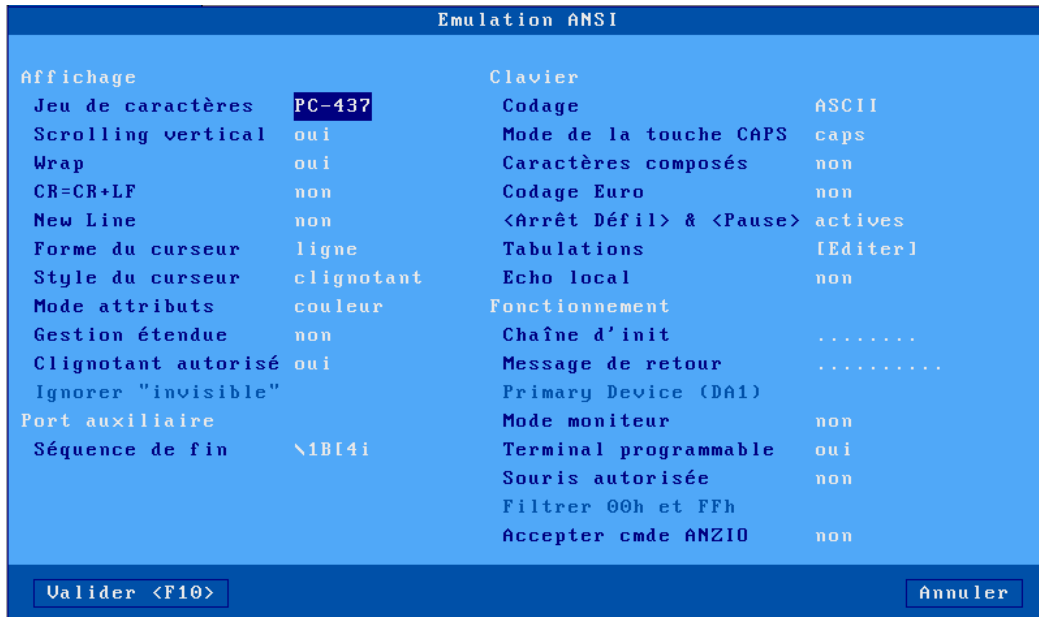 Emulation ANSI
Affichage
Jeu de caractères PC-437
Scrolling vertical oui
Wrap oui
CR=CR+LF non
New Line non
Forme du curseur ligne
Style du curseur clignotant
Mode attributs couleur
Gestion étendue non
Clignotant autorisé oui
Ignorer "invisible"
Port auxiliaire
Séquence de fin \1B[4i
Clavier
Codage ASCII
Mode de la touche CAPS caps
Caractères composés non
Codage Euro non
<Arrêt Défil> & <Pause> actives
Tabulations [Editer]
Echo local non
Fonctionnement
Chaîne d'init ........
Message de retour ..........
Primary Device (DA1)
Mode moniteur non
Terminal programmable oui
Souris autorisée non
Filtrer 00h et FFh
Accepter cmde ANZIO non
Valider <F10>
Annuler